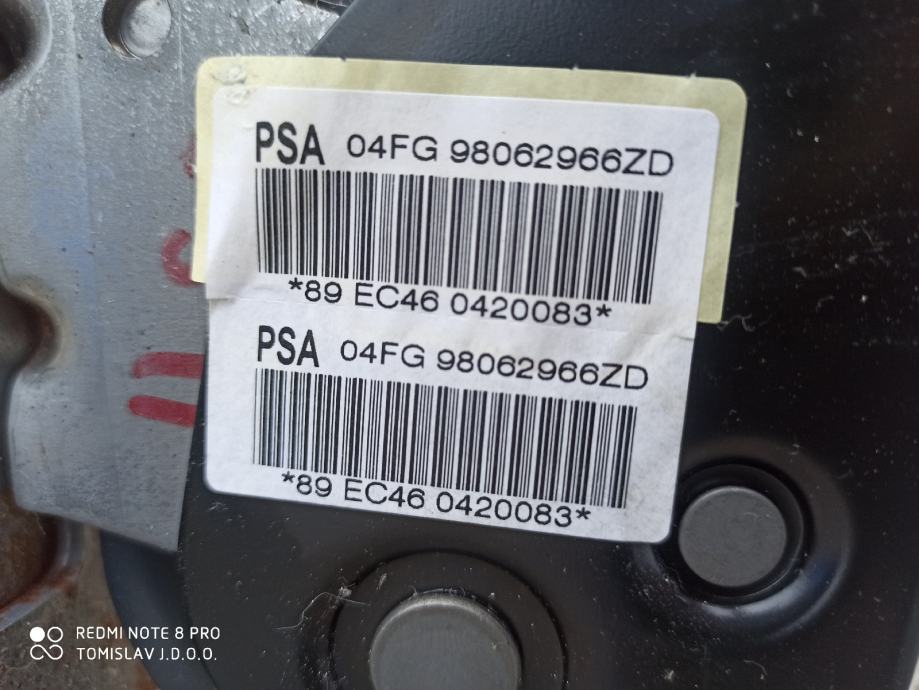 PSA 04FG 98062966ZD
*89 EC46 0420083*
PSA 04FG 98062966ZD
*89 EC46 0420083*
REDMI NOTE 8 PRO
TOMISLAV J.D.O.O.